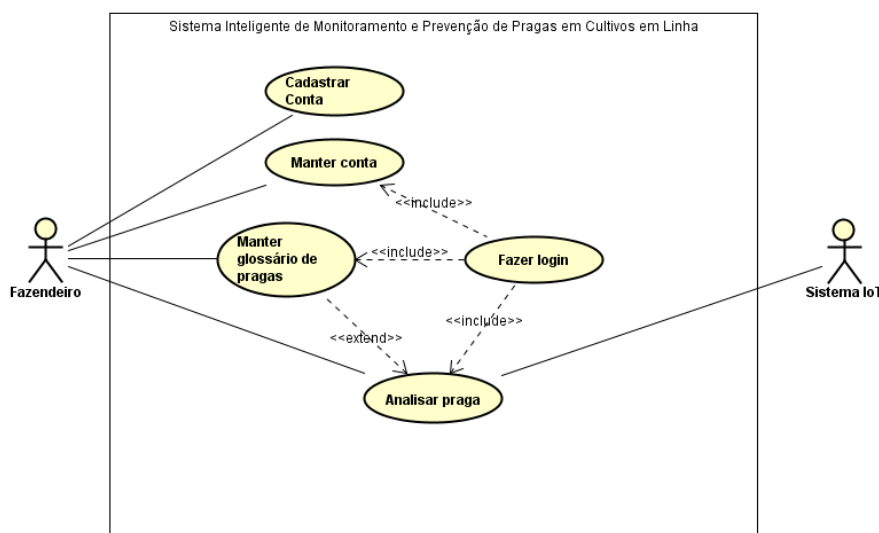 Sistema Inteligente de Monitoramento e Prevenção de Pragas em Cultivos em Linha
Cadastrar
Conta
Manter conta
<<include>>
Manter
glossário de
pragas
<<include>>
Fazer login
Fazendeiro
Sistema IoT
<<include>>
<<extend>>
Analisar praga